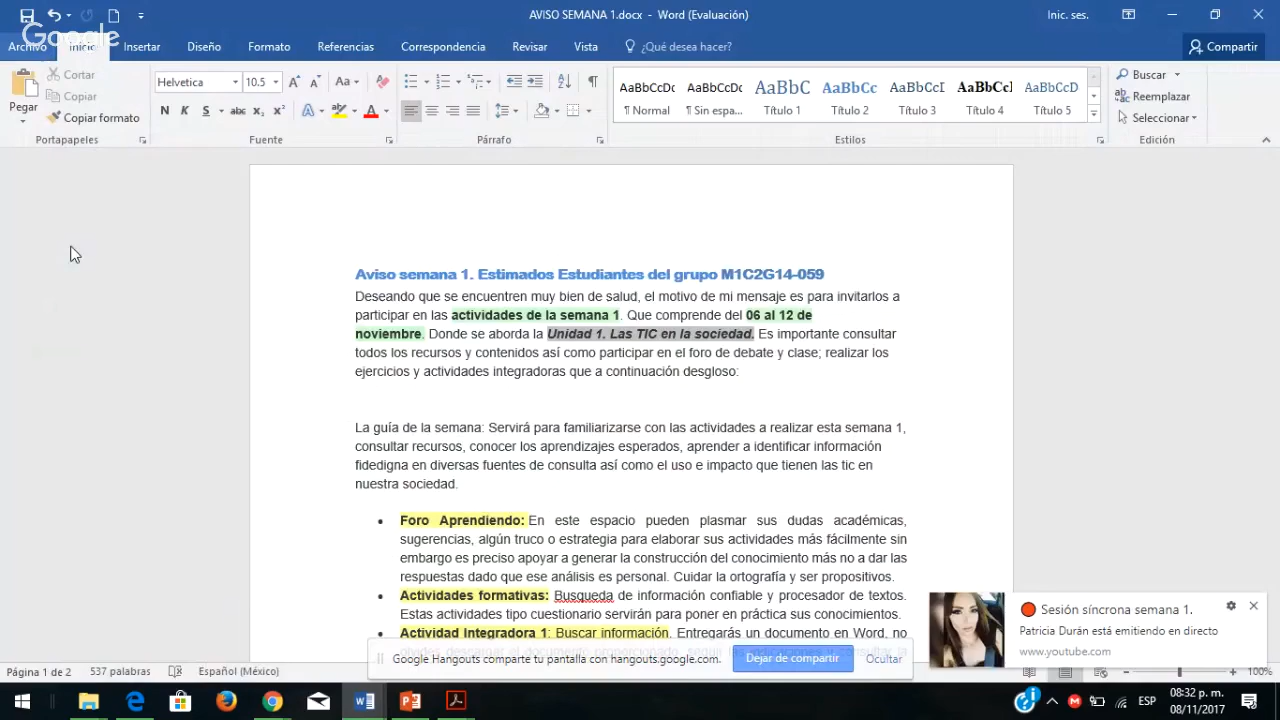 AVISO SEMANA 1.docx - Word (Evaluación)
Inic. ses.
Google
Archivo Inicio Insertar Diseño Formato Referencias Correspondencia Revisar Vista ¿Qué desea hacer? Compartir
Cortar
Copiar
Copiar formato
Pegar
Portapapeles
Helvetica 10.5
Aa
N K S abc x₂ x²
Fuente
Párrafo
AaBbCcDc AaBbCcDc AaBbC AaBbCc AaBbCcI AaBbCcI AaBbCcD
¶ Normal ¶ Sin espa... Título 1 Título 2 Título 3 Título 4 Título 5
Estilos
Buscar
Reemplazar
Seleccionar
Edición
Aviso semana 1. Estimados Estudiantes del grupo M1C2G14-059
Deseando que se encuentren muy bien de salud, el motivo de mi mensaje es para invitarlos a
participar en las actividades de la semana 1. Que comprende del 06 al 12 de
noviembre. Donde se aborda la Unidad 1. Las TIC en la sociedad. Es importante consultar
todos los recursos y contenidos así como participar en el foro de debate y clase; realizar los
ejercicios y actividades integradoras que a continuación desgloso:
La guía de la semana: Servirá para familiarizarse con las actividades a realizar esta semana 1,
consultar recursos, conocer los aprendizajes esperados, aprender a identificar información
fidedigna en diversas fuentes de consulta así como el uso e impacto que tienen las tic en
nuestra sociedad.
• Foro Aprendiendo: En este espacio pueden plasmar sus dudas académicas,
sugerencias, algún truco o estrategia para elaborar sus actividades más fácilmente sin
embargo es preciso apoyar a generar la construcción del conocimiento más no a dar las
respuestas dado que ese análisis es personal. Cuidar la ortografía y ser propositivos.
• Actividades formativas: Busqueda de información confiable y procesador de textos.
Estas actividades tipo cuestionario servirán para poner en práctica sus conocimientos.
• Actividad Integradora 1: Buscar información. Entregarás un documento en Word, no
Sesión síncrona semana 1.
Patricia Durán está emitiendo en directo
www.youtube.com
Google Hangouts comparte tu pantalla con hangouts.google.com.
Dejar de compartir
Ocultar
Página 1 de 2 537 palabras Español (México) 100%
ESP
08:32 p. m.
08/11/2017